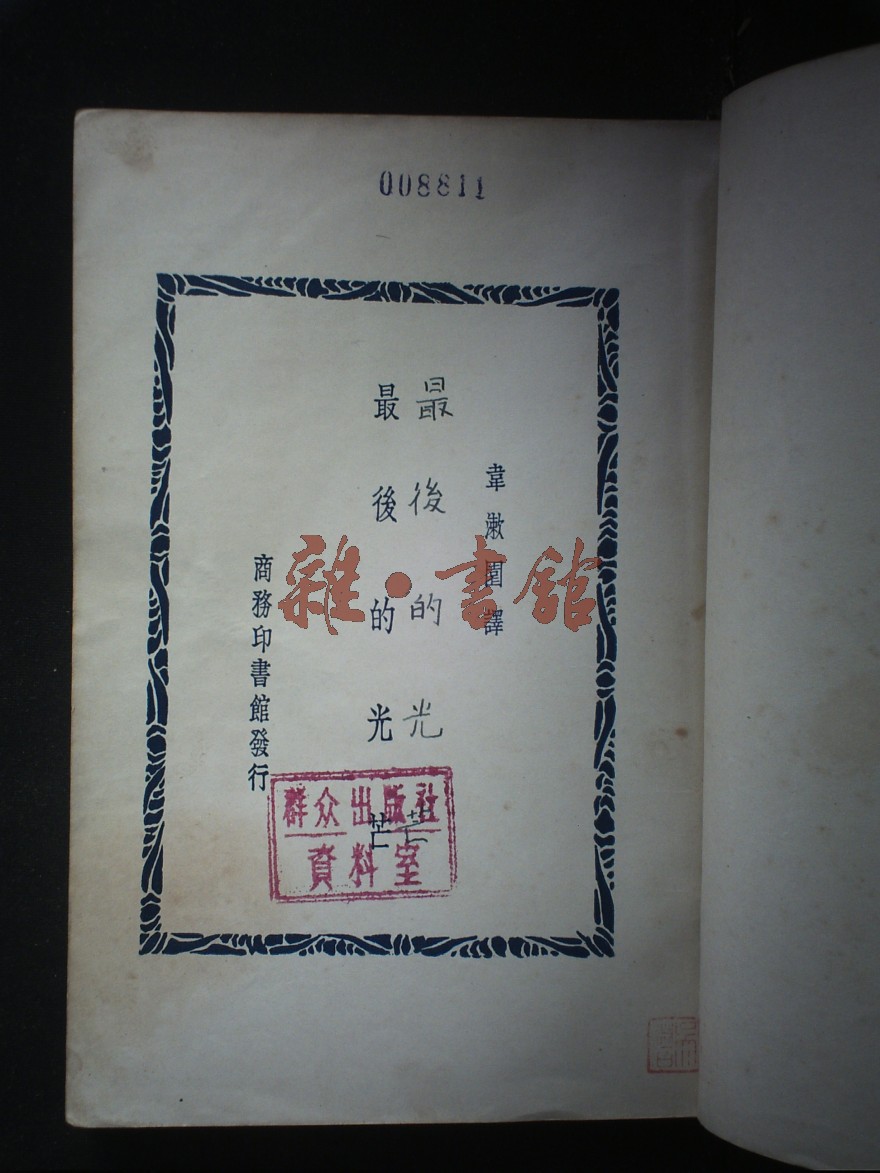 008811
韋漱園譯
最後的光芒
最後的光芒
商務印書館發行
群众出版社
資料室
雜·書館